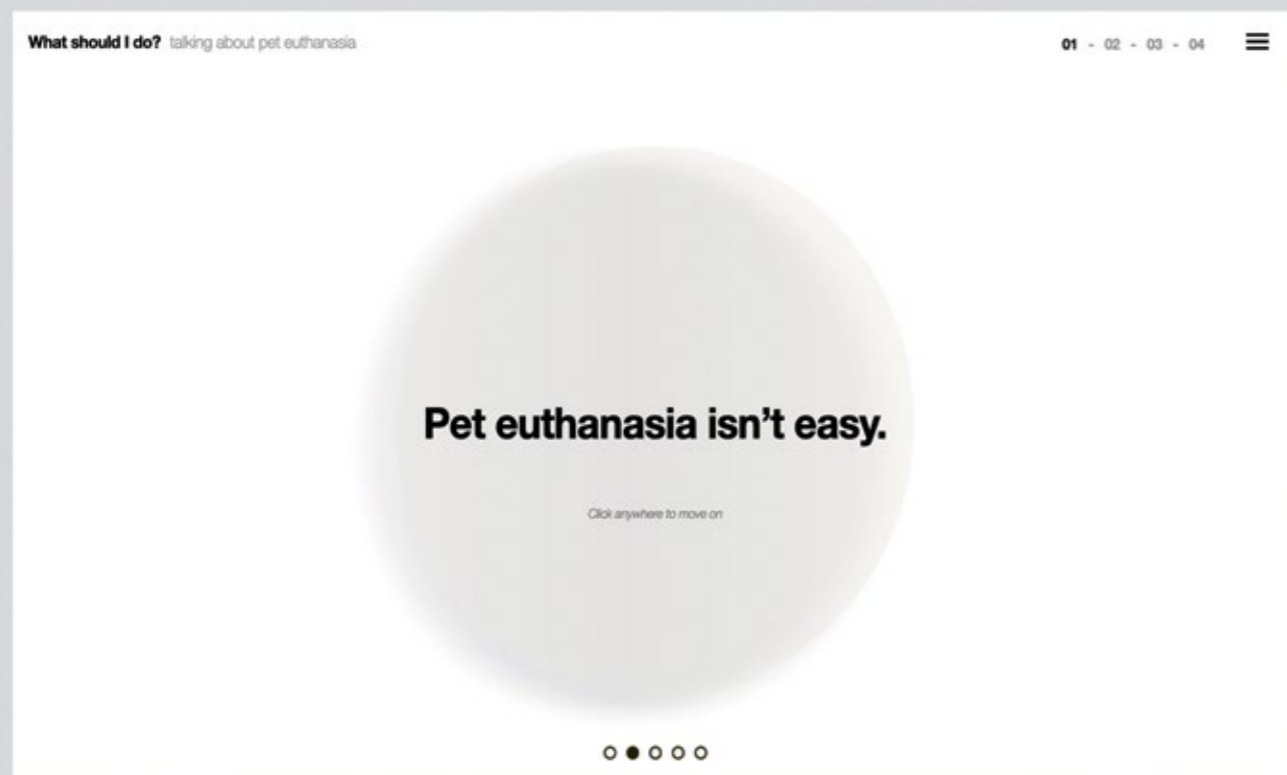 What should I do? talking about pet euthanasia
01 - 02 - 03 - 04
Pet euthanasia isn’t easy.
Click anywhere to move on